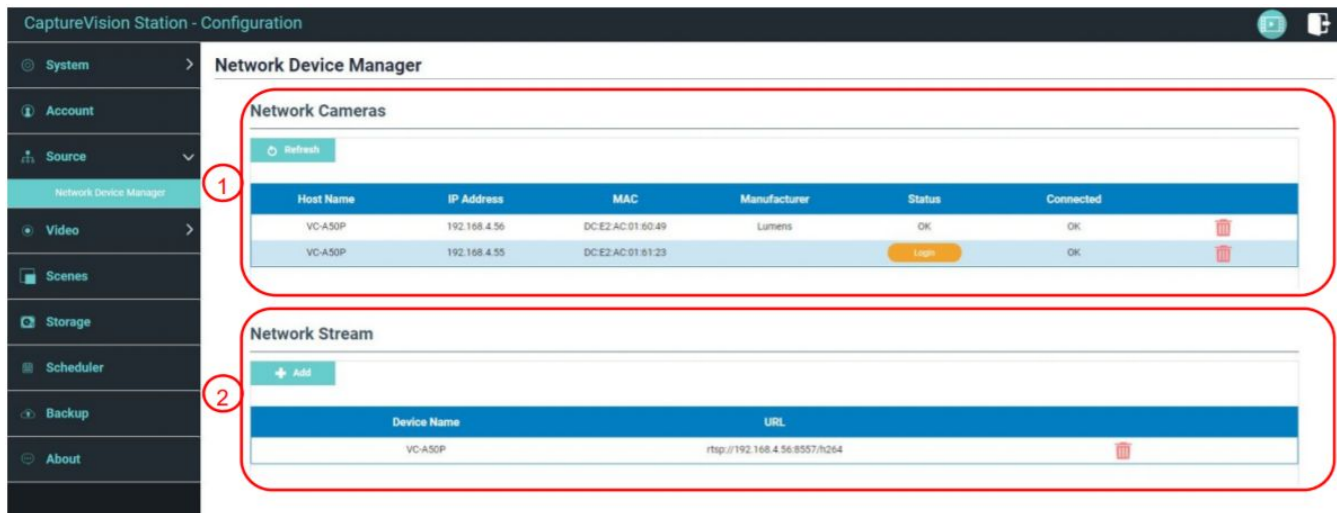 CaptureVision Station - Configuration
System
Account
Source
Network Device Manager
Video
Scenes
Storage
Scheduler
Backup
About
Network Device Manager
1
Network Cameras
Refresh
Host Name IP Address MAC Manufacturer Status Connected
VC-A50P 192.168.4.56 DC:E2:AC:01:60:49 Lumens OK OK
VC-A50P 192.168.4.55 DC:E2:AC:01:61:23 Login OK
2
Network Stream
Add
Device Name URL
VC-A50P rtsp://192.168.4.56:8557/h264